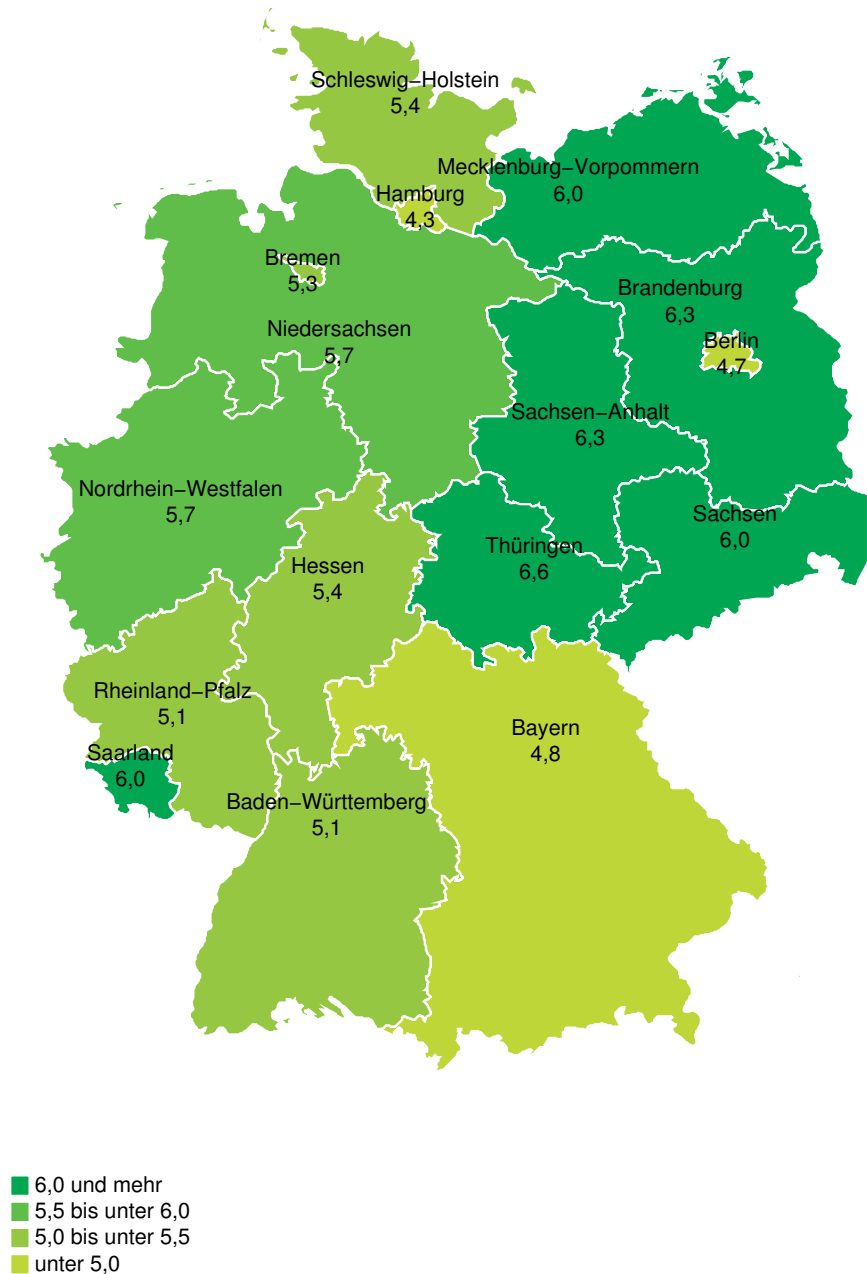 Schleswig−Holstein
5,4
Mecklenburg−Vorpommern
6,0
Hamburg
4,3
Bremen
5,3
Brandenburg
6,3
Niedersachsen
5,7
Berlin
4,7
Sachsen−Anhalt
6,3
Nordrhein−Westfalen
5,7
Sachsen
6,0
Thüringen
6,6
Hessen
5,4
Rheinland−Pfalz
5,1
Bayern
4,8
Saarland
6,0
Baden−Württemberg
5,1
6,0 und mehr
5,5 bis unter 6,0
5,0 bis unter 5,5
unter 5,0